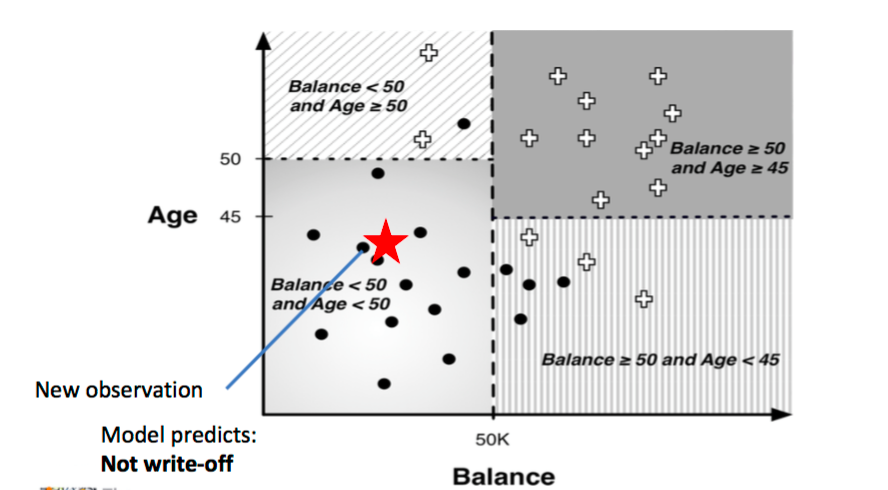 Balance < 50
and Age ≥ 50
Balance ≥ 50
and Age ≥ 45
50
Age
45
Balance < 50
and Age < 50
Balance ≥ 50 and Age < 45
New observation
Model predicts:
Not write-off
50K
Balance